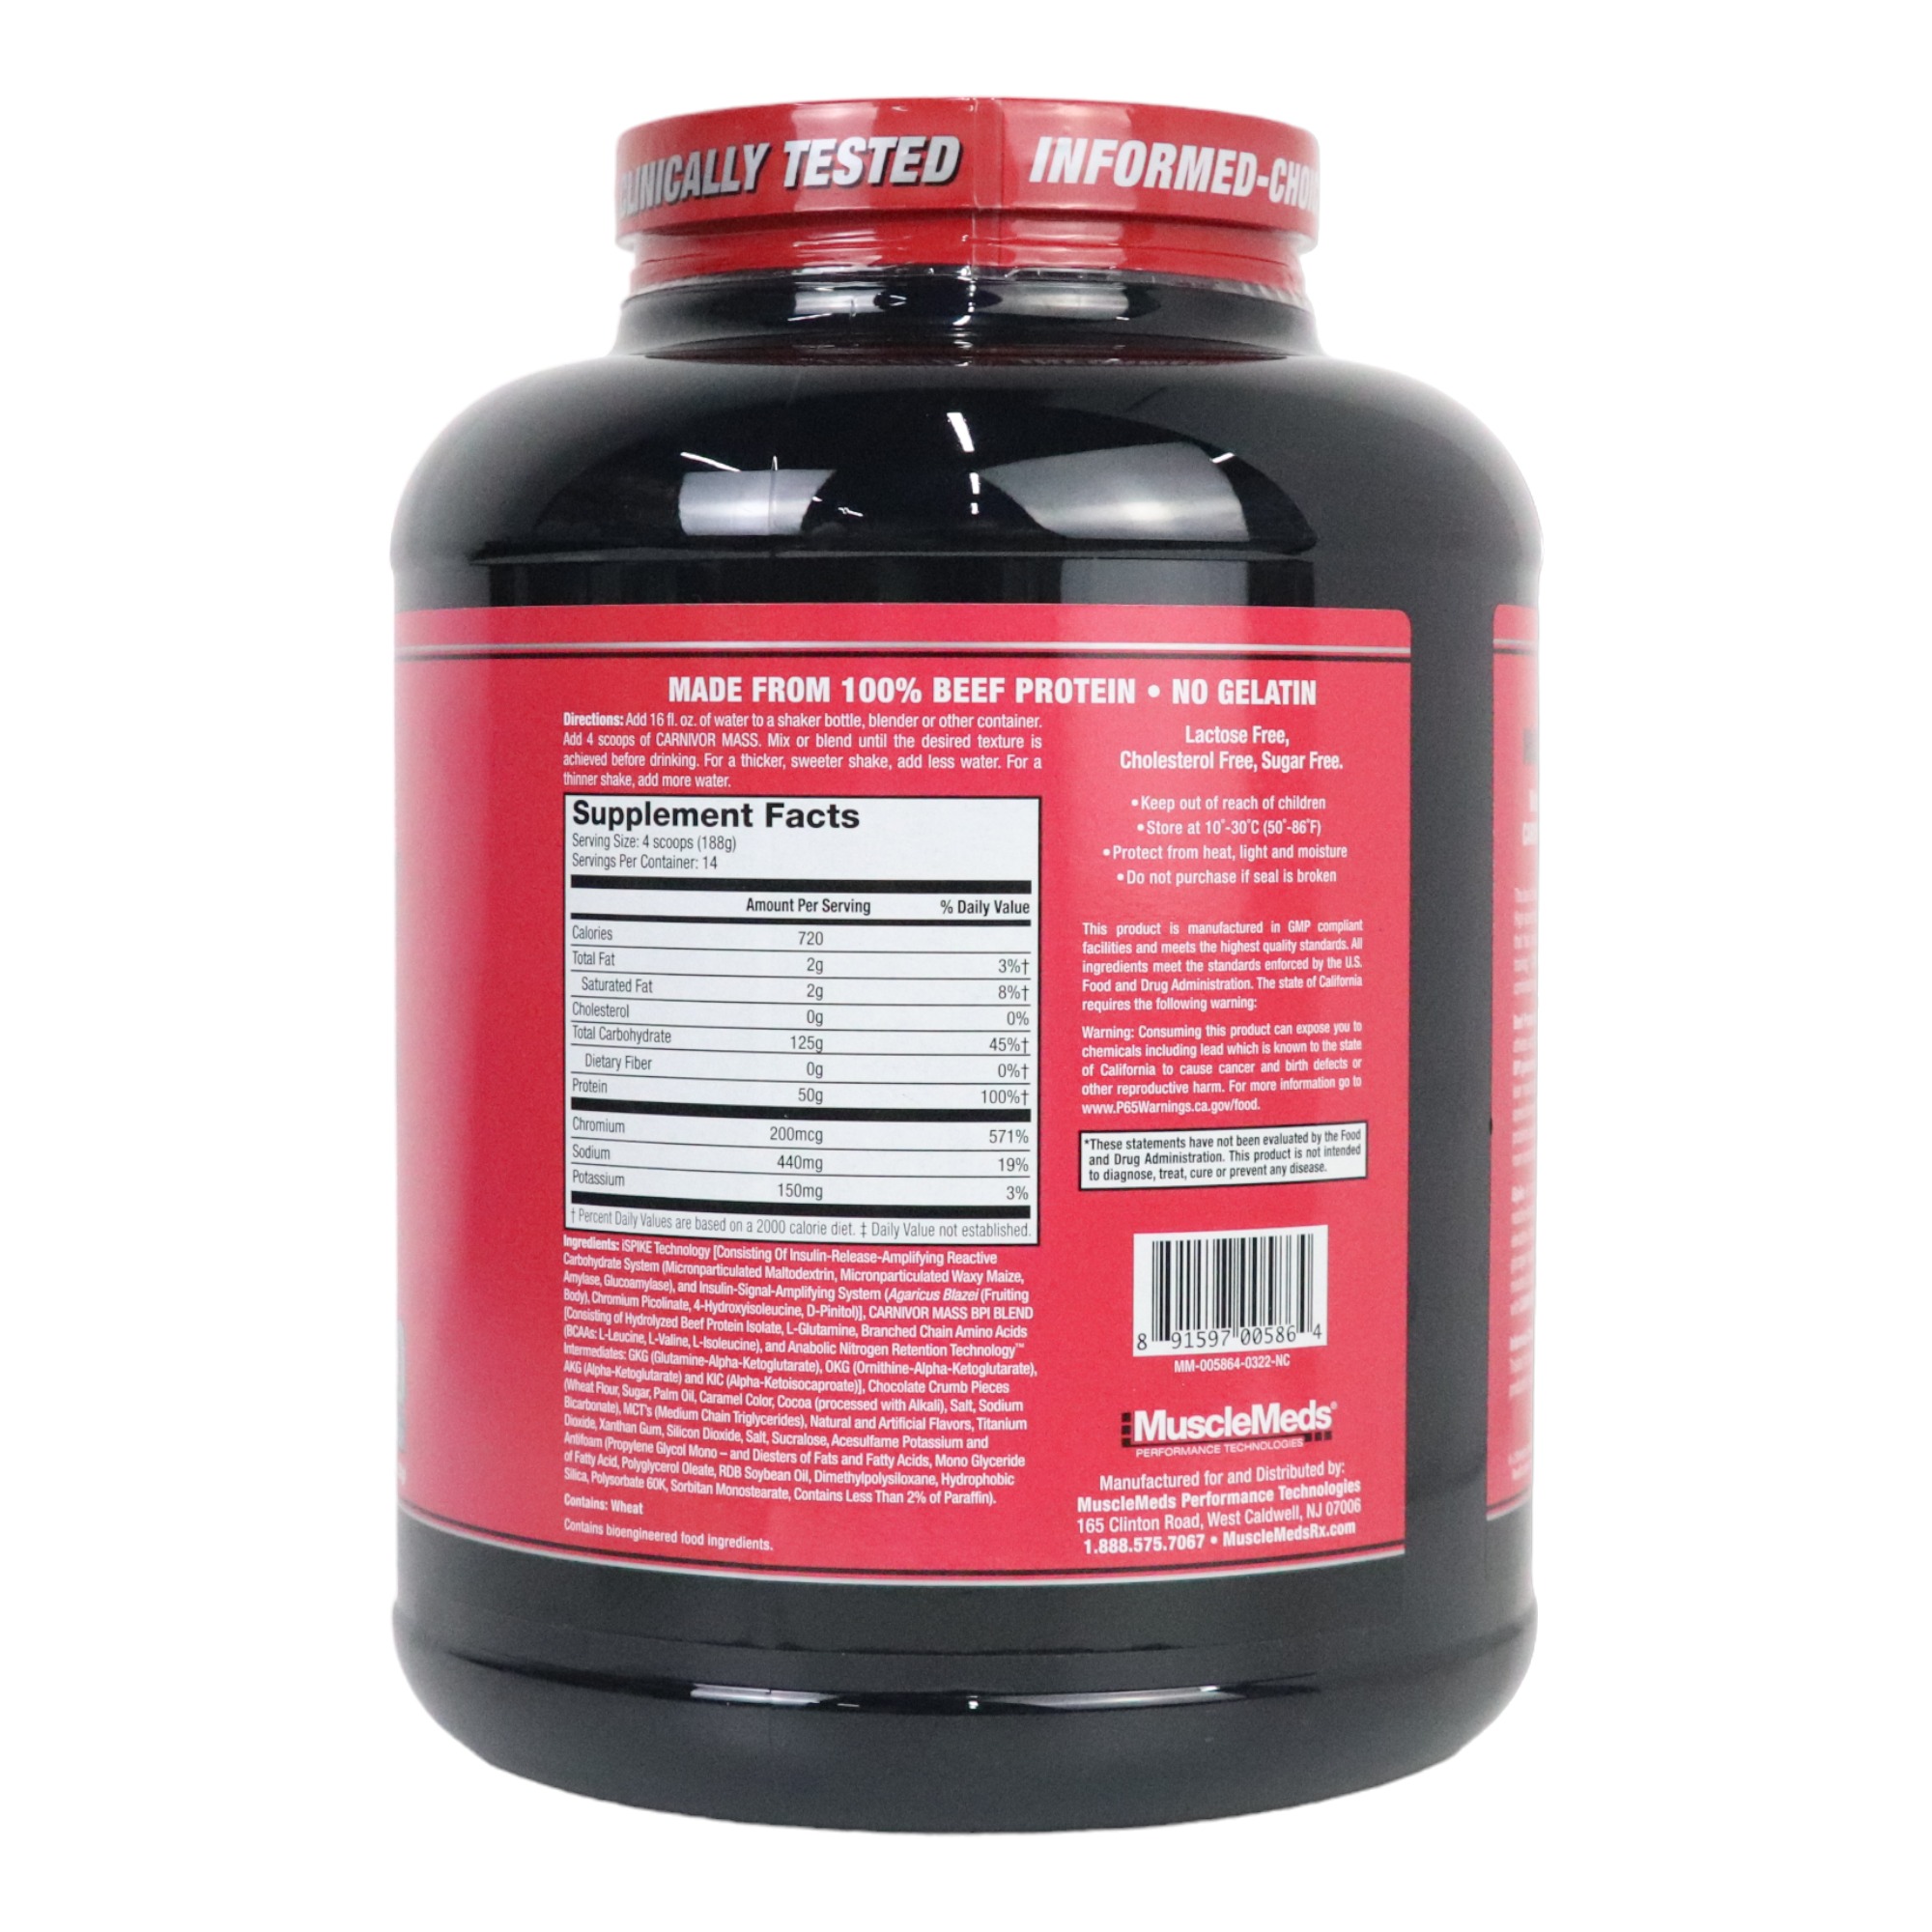 CLINICALLY TESTED INFORMED-CHOI
MADE FROM 100% BEEF PROTEIN • NO GELATIN
Directions: Add 16 fl. oz. of water to a shaker bottle, blender or other container.
Add 4 scoops of CARNIVOR MASS. Mix or blend until the desired texture is
achieved before drinking. For a thicker, sweeter shake, add less water. For a
thinner shake, add more water.
Supplement Facts
Serving Size: 4 scoops (188g)
Servings Per Container: 14
Amount Per Serving % Daily Value
Calories 720
Total Fat 2g 3%†
Saturated Fat 2g 8%†
Cholesterol 0g 0%
Total Carbohydrate 125g 45%†
Dietary Fiber 0g 0%†
Protein 50g 100%†
Chromium 200mcg 571%
Sodium 440mg 19%
Potassium 150mg 3%
† Percent Daily Values are based on a 2000 calorie diet. ‡ Daily Value not established.
Ingredients: iSPIKE Technology [Consisting Of Insulin-Release-Amplifying Reactive
Carbohydrate System (Micronparticulated Maltodextrin, Micronparticulated Waxy Maize,
Amylase, Glucoamylase), and Insulin-Signal-Amplifying System (Agaricus Blazei (Fruiting
Body), Chromium Picolinate, 4-Hydroxyisoleucine, D-Pinitol)], CARNIVOR MASS BPI BLEND
[Consisting of Hydrolyzed Beef Protein Isolate, L-Glutamine, Branched Chain Amino Acids
(BCAAs: L-Leucine, L-Valine, L-Isoleucine), and Anabolic Nitrogen Retention Technology™
Intermediates: GKG (Glutamine-Alpha-Ketoglutarate), OKG (Ornithine-Alpha-Ketoglutarate),
AKG (Alpha-Ketoglutarate) and KIC (Alpha-Ketoisocaproate)], Chocolate Crumb Pieces
(Wheat Flour, Sugar, Palm Oil, Caramel Color, Cocoa (processed with Alkali), Salt, Sodium
Bicarbonate), MCT's (Medium Chain Triglycerides), Natural and Artificial Flavors, Titanium
Dioxide, Xanthan Gum, Silicon Dioxide, Salt, Sucralose, Acesulfame Potassium and
Antifoam (Propylene Glycol Mono – and Diesters of Fats and Fatty Acids, Mono Glyceride
of Fatty Acid, Polyglycerol Oleate, RDB Soybean Oil, Dimethylpolysiloxane, Hydrophobic
Silica, Polysorbate 60K, Sorbitan Monostearate, Contains Less Than 2% of Paraffin).
Contains: Wheat
Contains bioengineered food ingredients.
Lactose Free,
Cholesterol Free, Sugar Free.
• Keep out of reach of children
• Store at 10˚-30˚C (50˚-86˚F)
• Protect from heat, light and moisture
• Do not purchase if seal is broken
This product is manufactured in GMP compliant
facilities and meets the highest quality standards. All
ingredients meet the standards enforced by the U.S.
Food and Drug Administration. The state of California
requires the following warning:
Warning: Consuming this product can expose you to
chemicals including lead which is known to the state
of California to cause cancer and birth defects or
other reproductive harm. For more information go to
www.P65Warnings.ca.gov/food.
*These statements have not been evaluated by the Food
and Drug Administration. This product is not intended
to diagnose, treat, cure or prevent any disease.
8 91597 00586 4
MM-005864-0322-NC
MuscleMeds®
PERFORMANCE TECHNOLOGIES
Manufactured for and Distributed by:
MuscleMeds Performance Technologies
165 Clinton Road, West Caldwell, NJ 07006
1.888.575.7067 • MuscleMedsRx.com